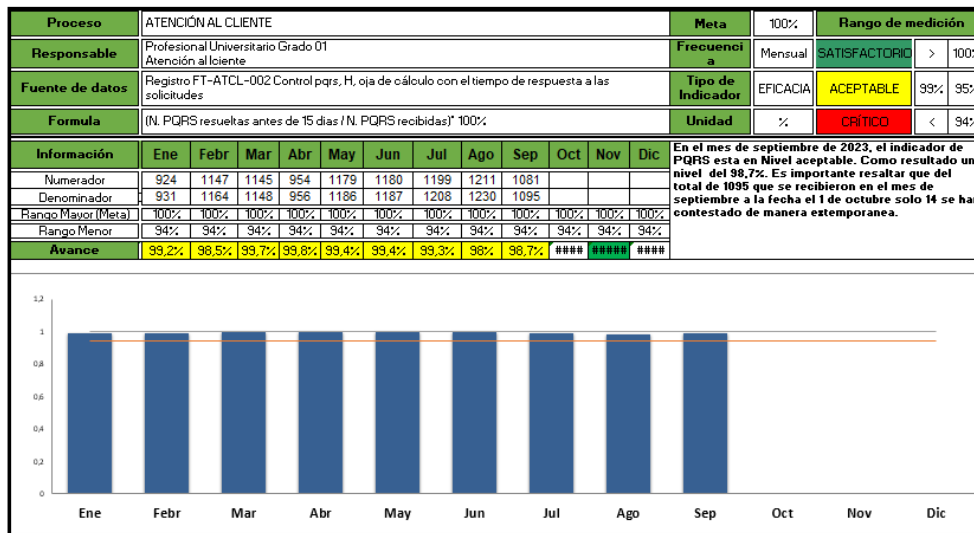 Proceso ATENCIÓN AL CLIENTE Meta 100% Rango de medición
Responsable Profesional Universitario Grado 01 Atención al lciente Frecuencia Mensual SATISFACTORIO > 100%
Fuente de datos Registro FT-ATCL-002 Control pqrs, H, oja de cálculo con el tiempo de respuesta a las solicitudes Tipo de Indicador EFICACIA ACEPTABLE 99% 95%
Formula (N. PQRS resueltas antes de 15 dias / N. PQRS recibidas)* 100% Unidad % CRÍTICO < 94%
Información Ene Febr Mar Abr May Jun Jul Ago Sep Oct Nov Dic
Numerador 924 1147 1145 954 1179 1180 1199 1211 1081
Denominador 931 1164 1148 956 1186 1187 1208 1230 1095
Rango Mayor (Meta) 100% 100% 100% 100% 100% 100% 100% 100% 100% 100% 100% 100%
Rango Menor 94% 94% 94% 94% 94% 94% 94% 94% 94% 94% 94% 94%
Avance 99,2% 98,5% 99,7% 99,8% 99,4% 99,4% 99,3% 98% 98,7% #### ##### ####
En el mes de septiembre de 2023, el indicador de
PQRS esta en Nivel aceptable. Como resultado un
nivel del 98,7%. Es importante resaltar que del
total de 1095 que se recibieron en el mes de
septiembre a la fecha el 1 de octubre solo 14 se han
contestado de manera extemporanea.
1,2
1
0,8
0,6
0,4
0,2
0
Ene Febr Mar Abr May Jun Jul Ago Sep Oct Nov Dic